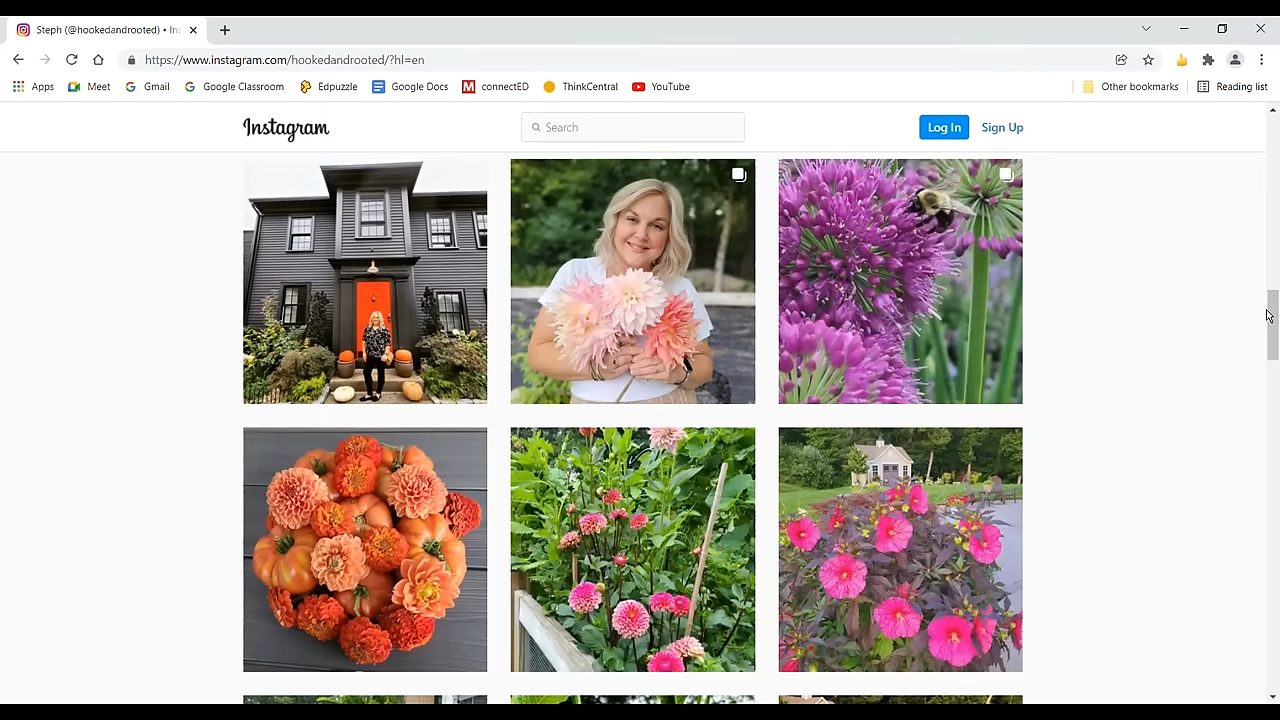 Steph (@hookedandrooted) • Ins
https://www.instagram.com/hookedandrooted/?hl=en
Apps Meet Gmail Google Classroom Edpuzzle Google Docs connectED ThinkCentral YouTube Other bookmarks Reading list
Instagram Search Log In Sign Up